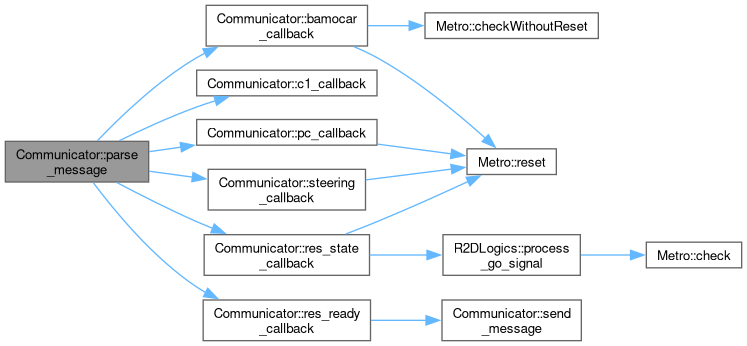 Communicator::parse
_message
Communicator::bamocar
_callback
Metro::checkWithoutReset
Communicator::c1_callback
Communicator::pc_callback
Metro::reset
Communicator::steering
_callback
Communicator::res_state
_callback
R2DLogics::process
_go_signal
Metro::check
Communicator::res_ready
_callback
Communicator::send
_message